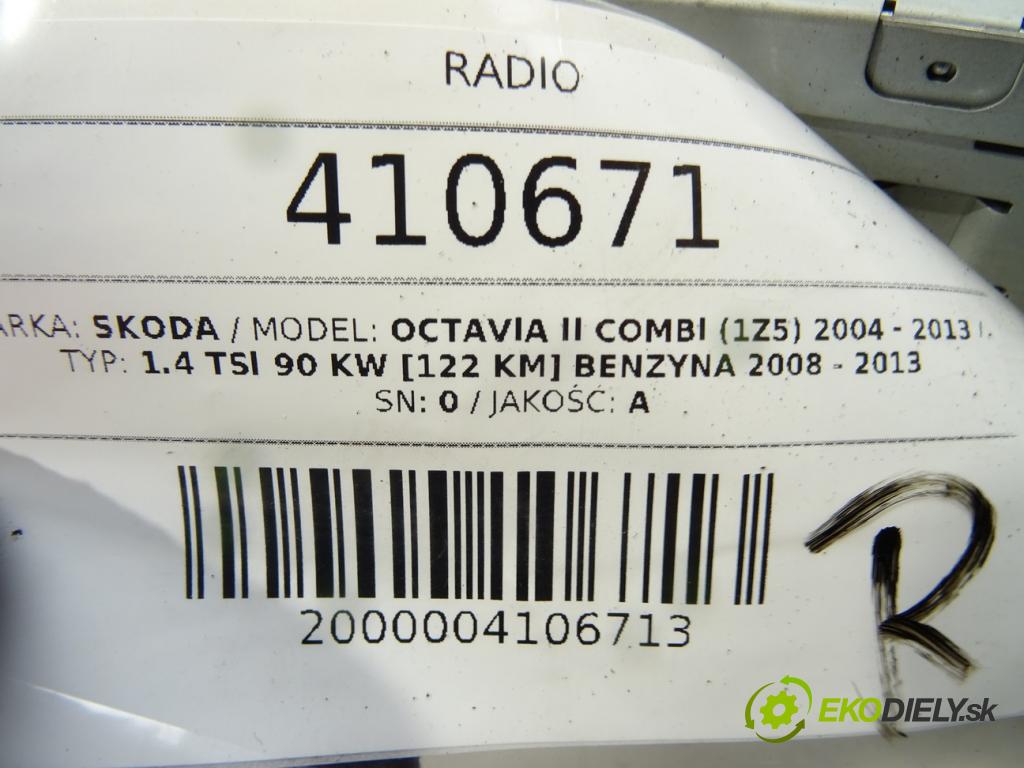 RADIO
410671
ARKA: SKODA / MODEL: OCTAVIA II COMBI (1Z5) 2004 - 2013
TYP: 1.4 TSI 90 KW [122 KM] BENZYNA 2008 - 2013
SN: 0 / JAKOŚĆ: A
2000004106713
R
EKODIELY.sk